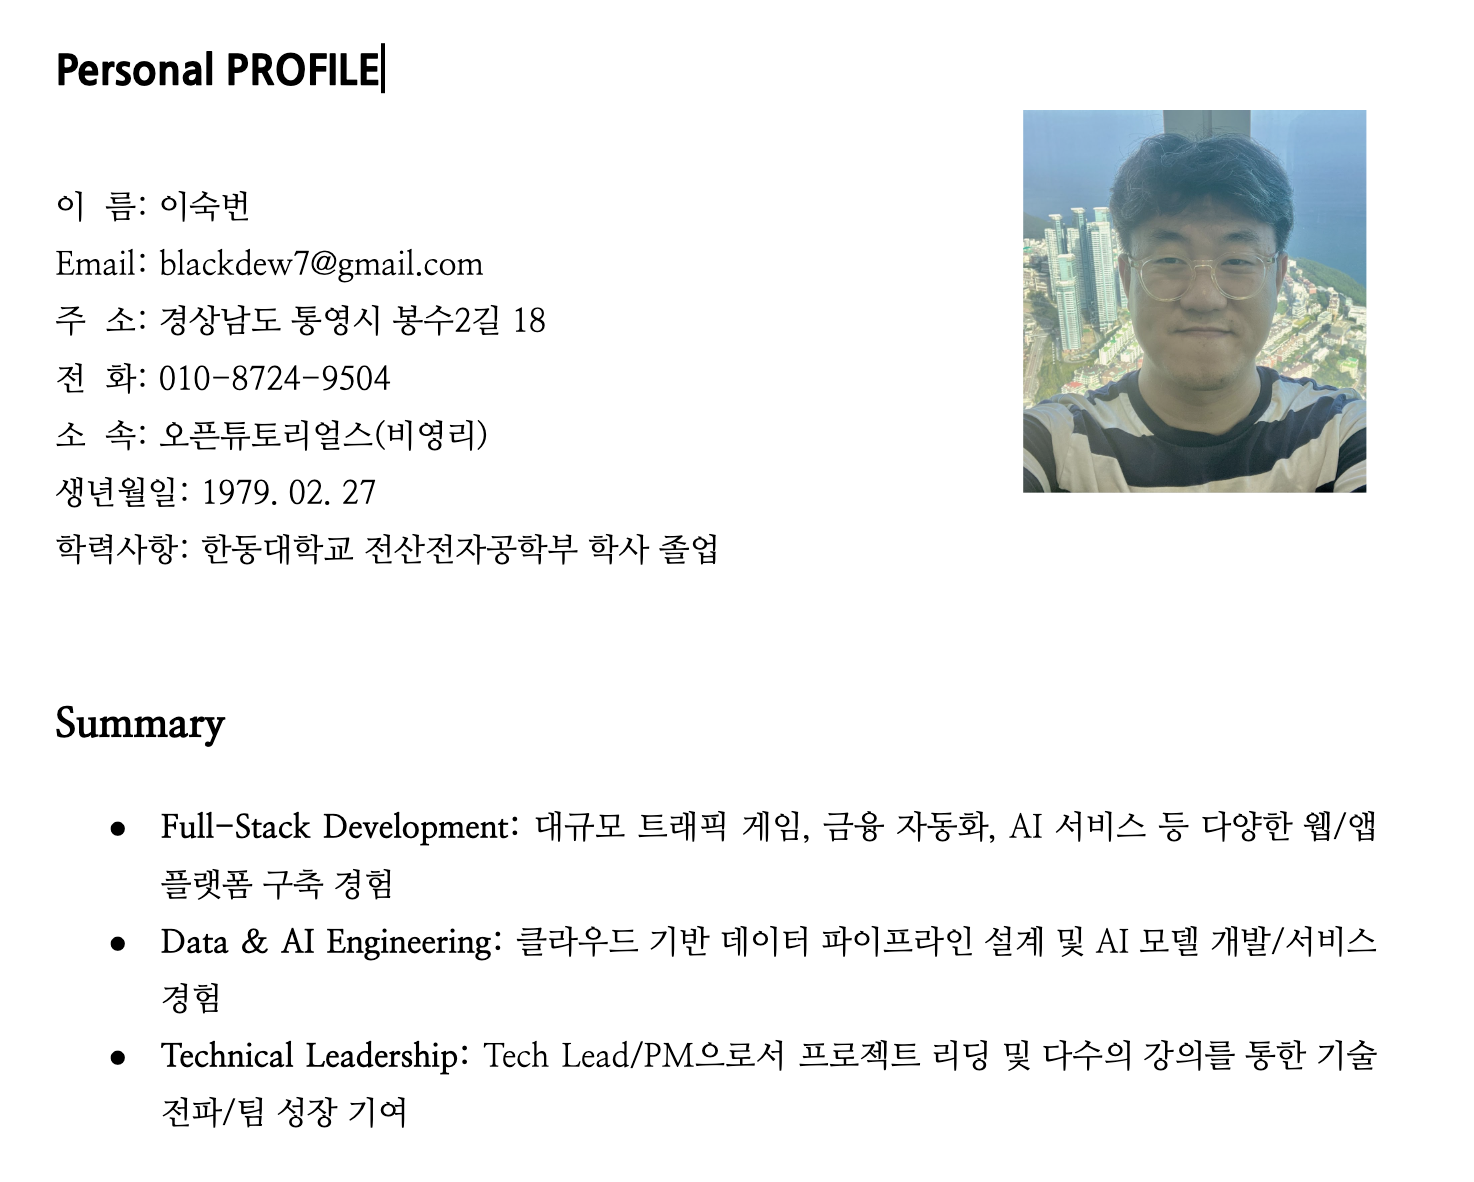 Personal PROFILE
이 름: 이숙번
Email: blackdew7@gmail.com
주 소: 경상남도 통영시 봉수2길 18
전 화: 010-8724-9504
소 속: 오픈튜토리얼스(비영리)
생년월일: 1979. 02. 27
학력사항: 한동대학교 전산전자공학부 학사 졸업
Summary
● Full-Stack Development: 대규모 트래픽 게임, 금융 자동화, AI 서비스 등 다양한 웹/앱
플랫폼 구축 경험
● Data & AI Engineering: 클라우드 기반 데이터 파이프라인 설계 및 AI 모델 개발/서비스
경험
● Technical Leadership: Tech Lead/PM으로서 프로젝트 리딩 및 다수의 강의를 통한 기술
전파/팀 성장 기여